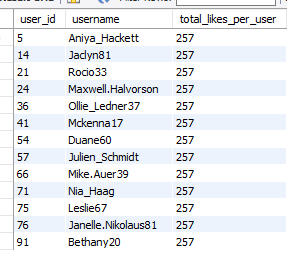 user_id username total_likes_per_user
5 Aniya_Hackett 257
14 Jaclyn81 257
21 Rocio33 257
24 Maxwell.Halvorson 257
36 Ollie_Ledner37 257
41 Mckenna17 257
54 Duane60 257
57 Julien_Schmidt 257
66 Mike.Auer39 257
71 Nia_Haag 257
75 Leslie67 257
76 Janelle.Nikolaus81 257
91 Bethany20 257